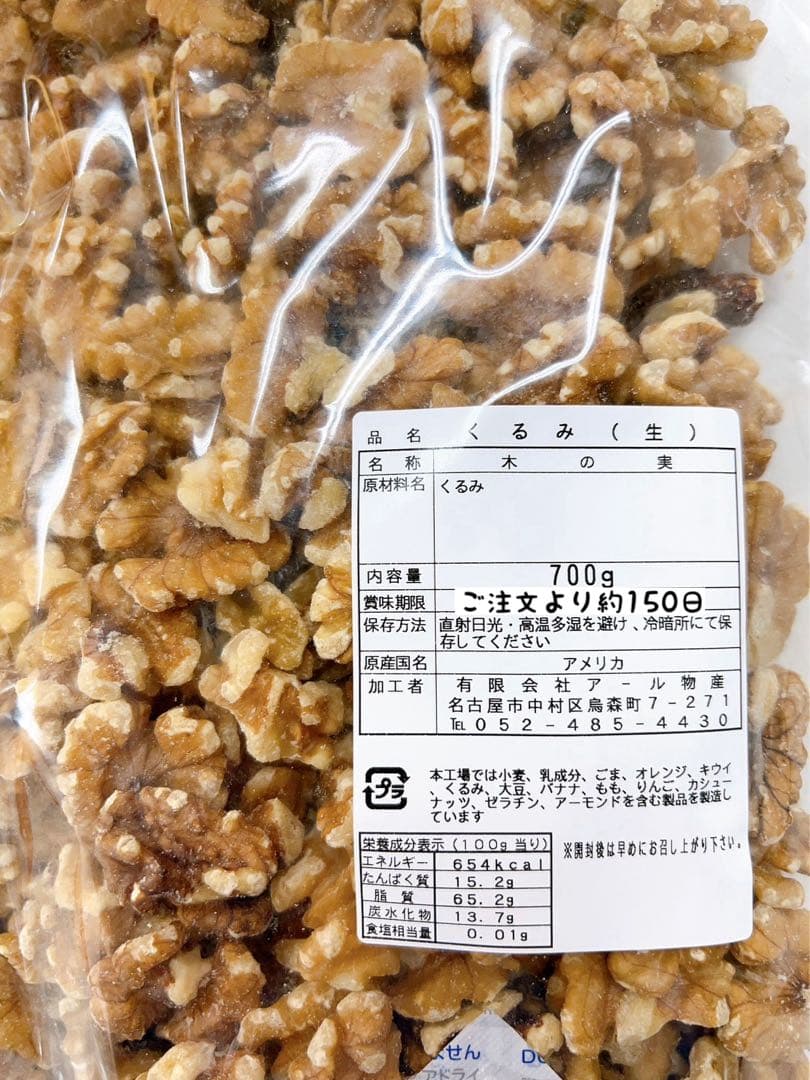 品名 くるみ(生)
名称 木の実
原材料名 くるみ
内容量 700g
賞味期限 ご注文より約150日
保存方法 直射日光・高温多湿を避け、冷暗所にて保
存してください
原産国名 アメリカ
加工者 有限会社アール物産
名古屋市中村区烏森町7-271
℡052-485-4430
プラ
本工場では小麦、乳成分、ごま、オレンジ、キウイ
、くるみ、大豆、バナナ、もも、りんご、カシュー
ナッツ、ゼラチン、アーモンドを含む製品を製造し
ています
栄養成分表示(100g当り)
エネルギー 654kcal
たんぱく質 15.2g
脂質 65.2g
炭水化物 13.7g
食塩相当量 0.01g
※開封後は早めにお召し上がり下さい。
ません
アドライ